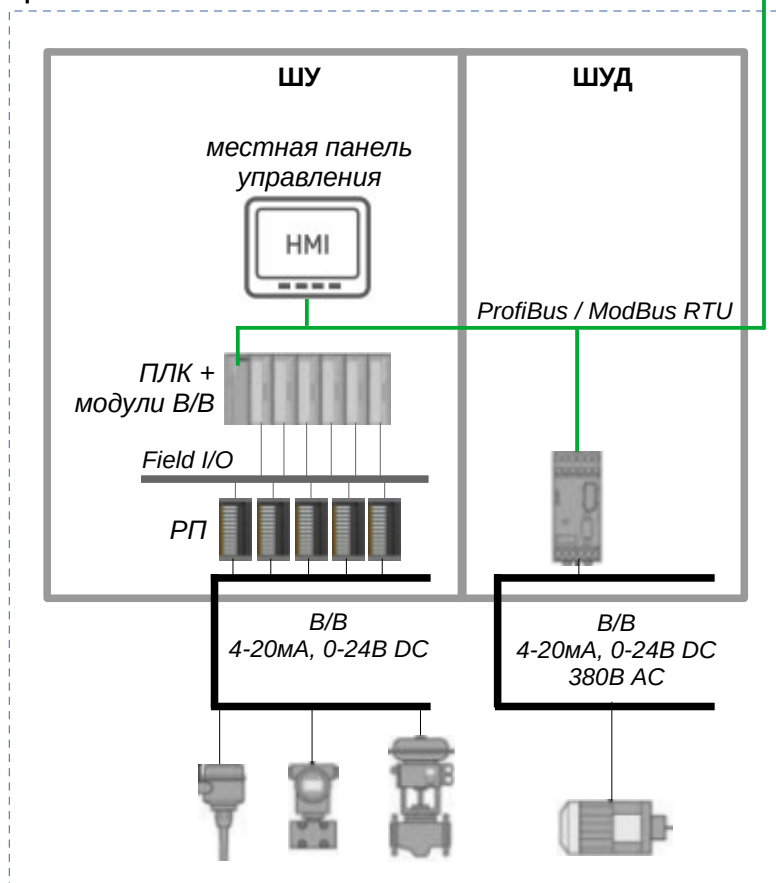 ШУ
ШУД
местная панель
управления
HMI
ProfiBus / ModBus RTU
ПЛК +
модули В/В
Field I/O
РП
В/В
4-20мА, 0-24В DC
В/В
4-20мА, 0-24В DC
380В AC